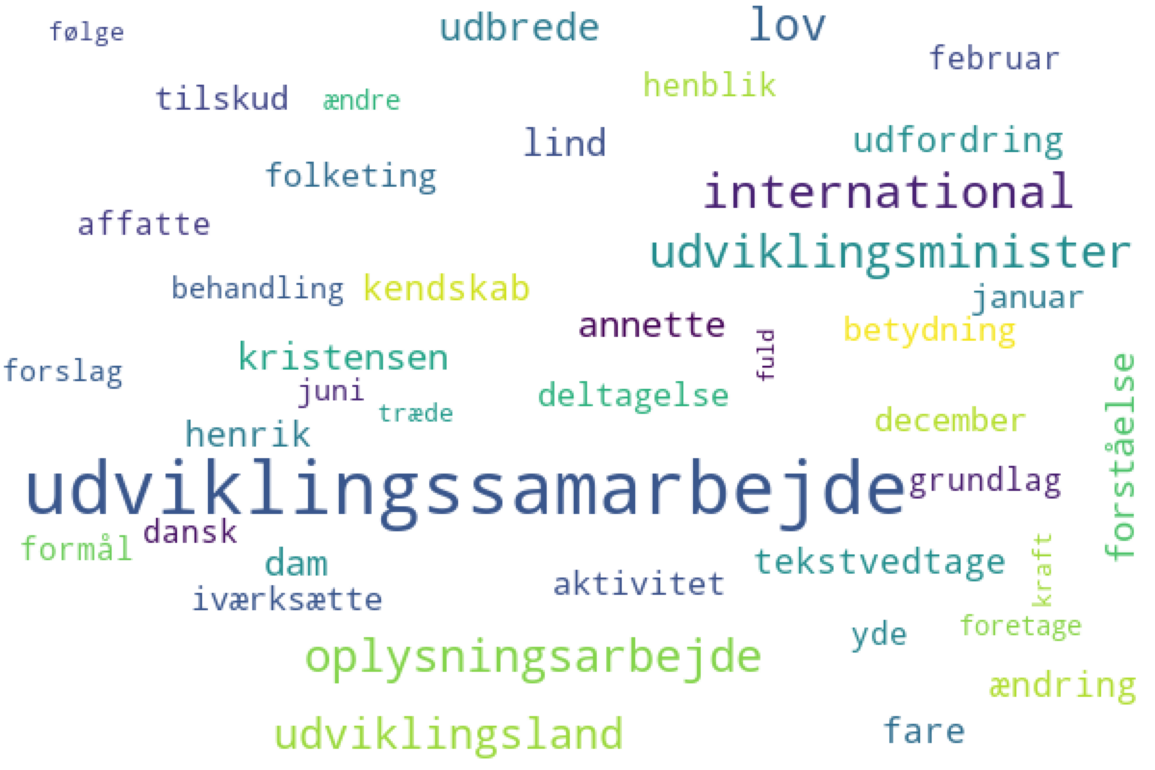 følge
udbrede
lov
februar
tilskud
ændre
henblik
lind
udfordring
folketing
international
affatte
udviklingsminister
behandling
kendskab
januar
annette
fuld
betydning
kristensen
forslag
juni
træde
deltagelse
forståelse
december
henrik
udviklingssamarbejde
grundlag
dansk
formål
dam
tekstvedtage
kraft
iværksætte
aktivitet
yde
foretage
oplysningsarbejde
ændring
udviklingsland
fare